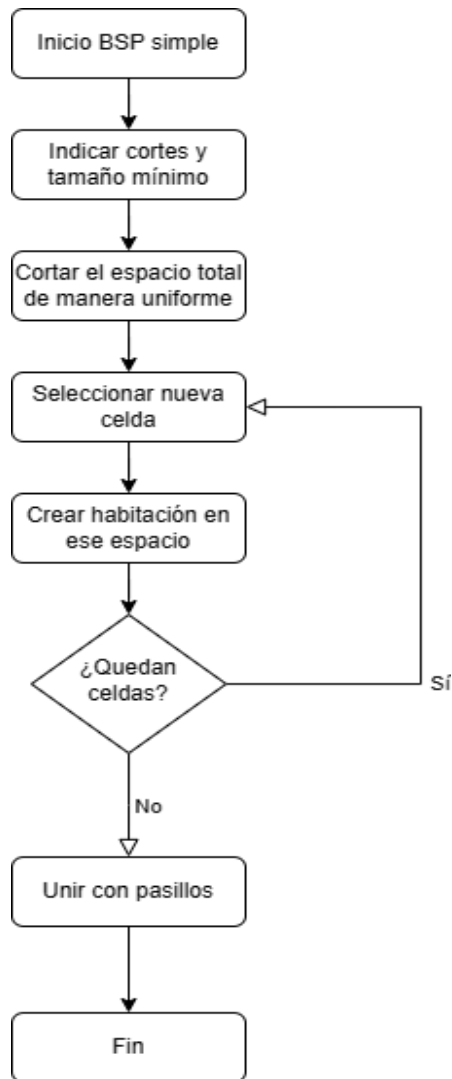 Inicio BSP simple
Indicar cortes y
tamaño mínimo
Cortar el espacio total
de manera uniforme
Seleccionar nueva
celda
Crear habitación en
ese espacio
¿Quedan
celdas?
Sí
No
Unir con pasillos
Fin